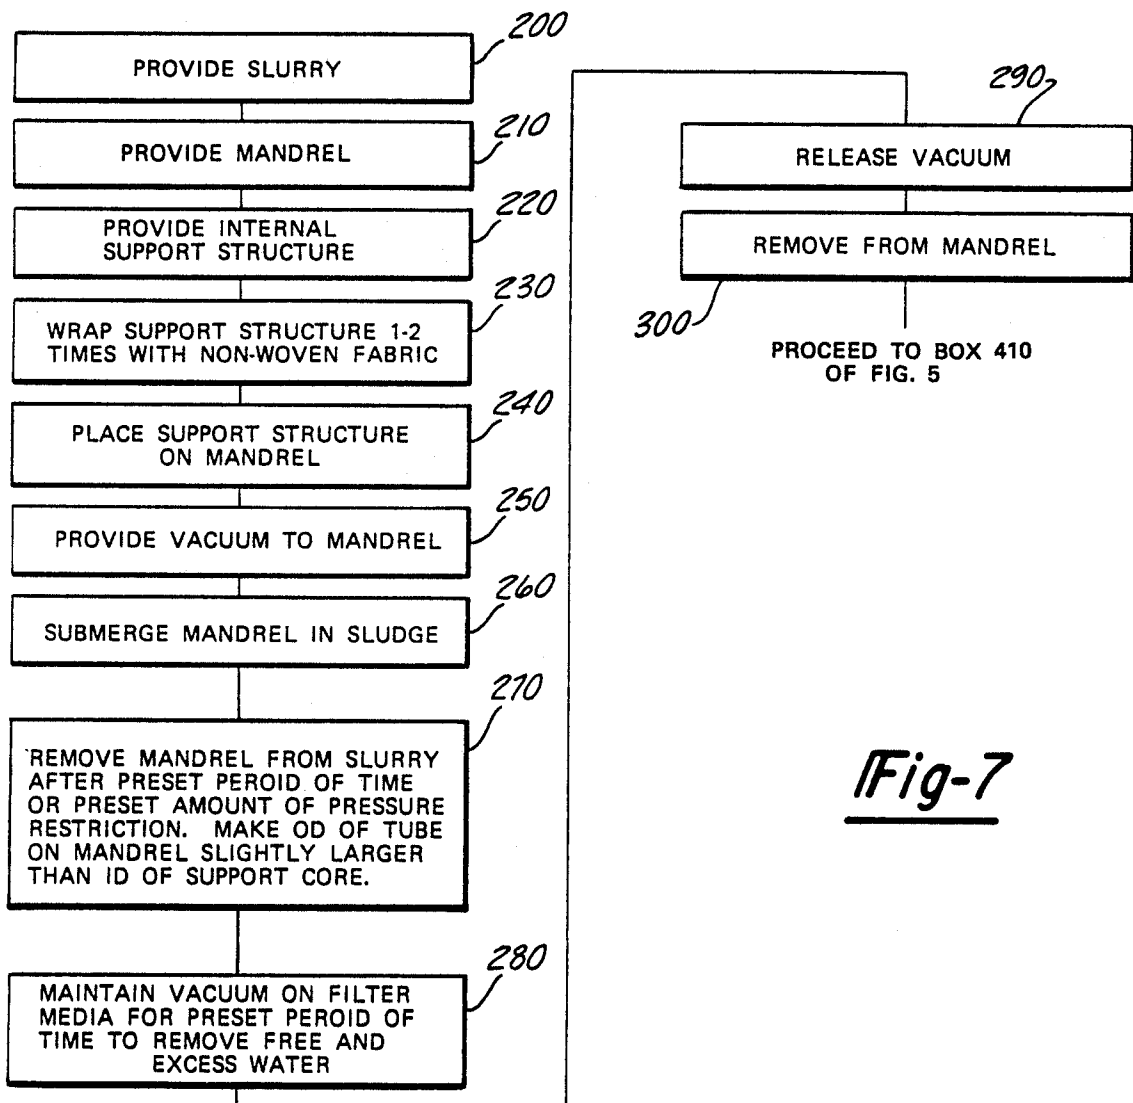 200
PROVIDE SLURRY
210
PROVIDE MANDREL
220
PROVIDE INTERNAL
SUPPORT STRUCTURE
230
WRAP SUPPORT STRUCTURE 1-2
TIMES WITH NON-WOVEN FABRIC
240
PLACE SUPPORT STRUCTURE
ON MANDREL
250
PROVIDE VACUUM TO MANDREL
260
SUBMERGE MANDREL IN SLUDGE
270
REMOVE MANDREL FROM SLURRY
AFTER PRESET PEROID OF TIME
OR PRESET AMOUNT OF PRESSURE
RESTRICTION. MAKE OD OF TUBE
ON MANDREL SLIGHTLY LARGER
THAN ID OF SUPPORT CORE.
280
MAINTAIN VACUUM ON FILTER
MEDIA FOR PRESET PEROID OF
TIME TO REMOVE FREE AND
EXCESS WATER
290
RELEASE VACUUM
REMOVE FROM MANDREL
300
PROCEED TO BOX 410
OF FIG. 5
Fig-7